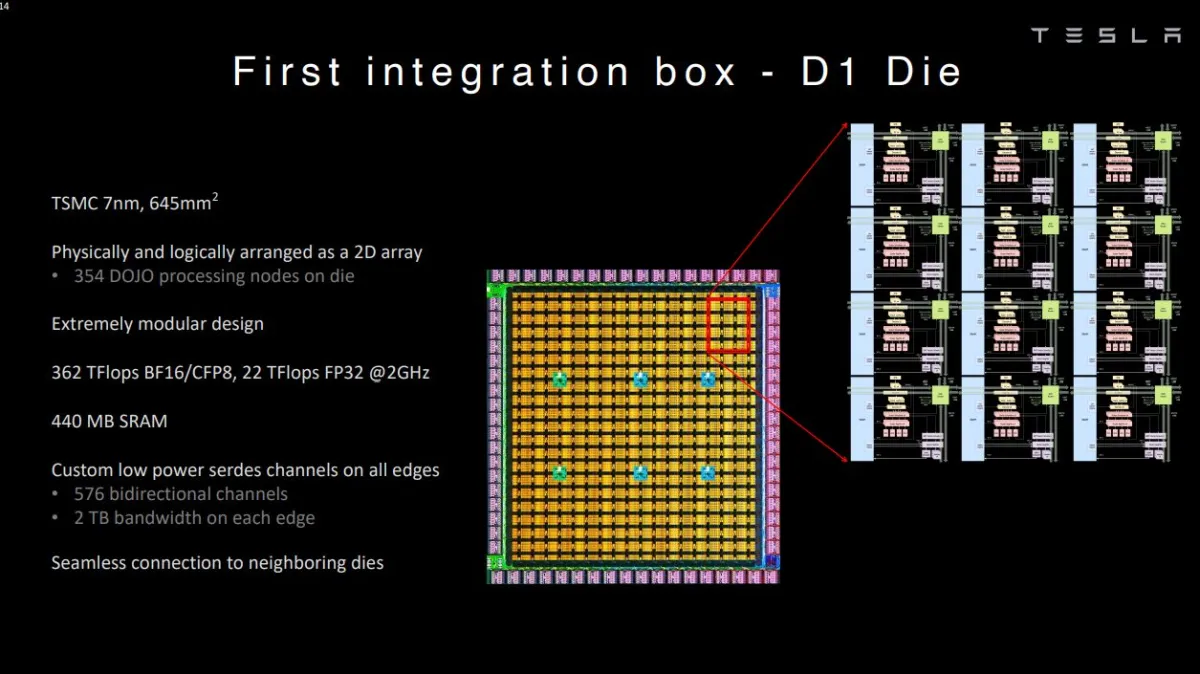 14
TESLA
First integration box - D1 Die
TSMC 7nm, 645mm²
Physically and logically arranged as a 2D array
• 354 DOJO processing nodes on die
Extremely modular design
362 TFlops BF16/CFP8, 22 TFlops FP32 @2GHz
440 MB SRAM
Custom low power serdes channels on all edges
• 576 bidirectional channels
• 2 TB bandwidth on each edge
Seamless connection to neighboring dies